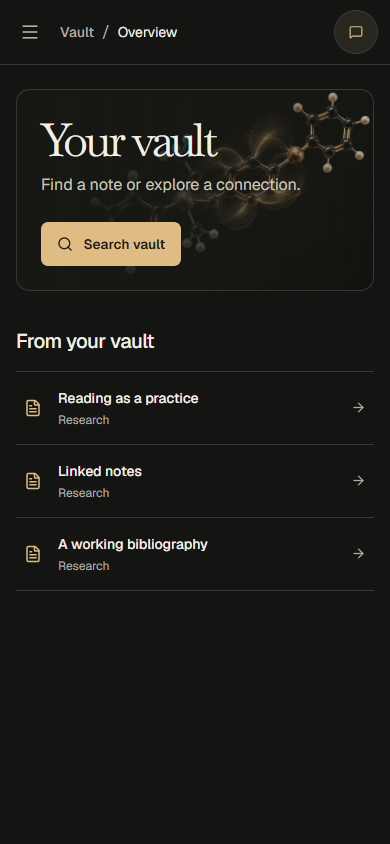 Vault / Overview
Your vault
Find a note or explore a connection.
Search vault
From your vault
Reading as a practice
Research
Linked notes
Research
A working bibliography
Research